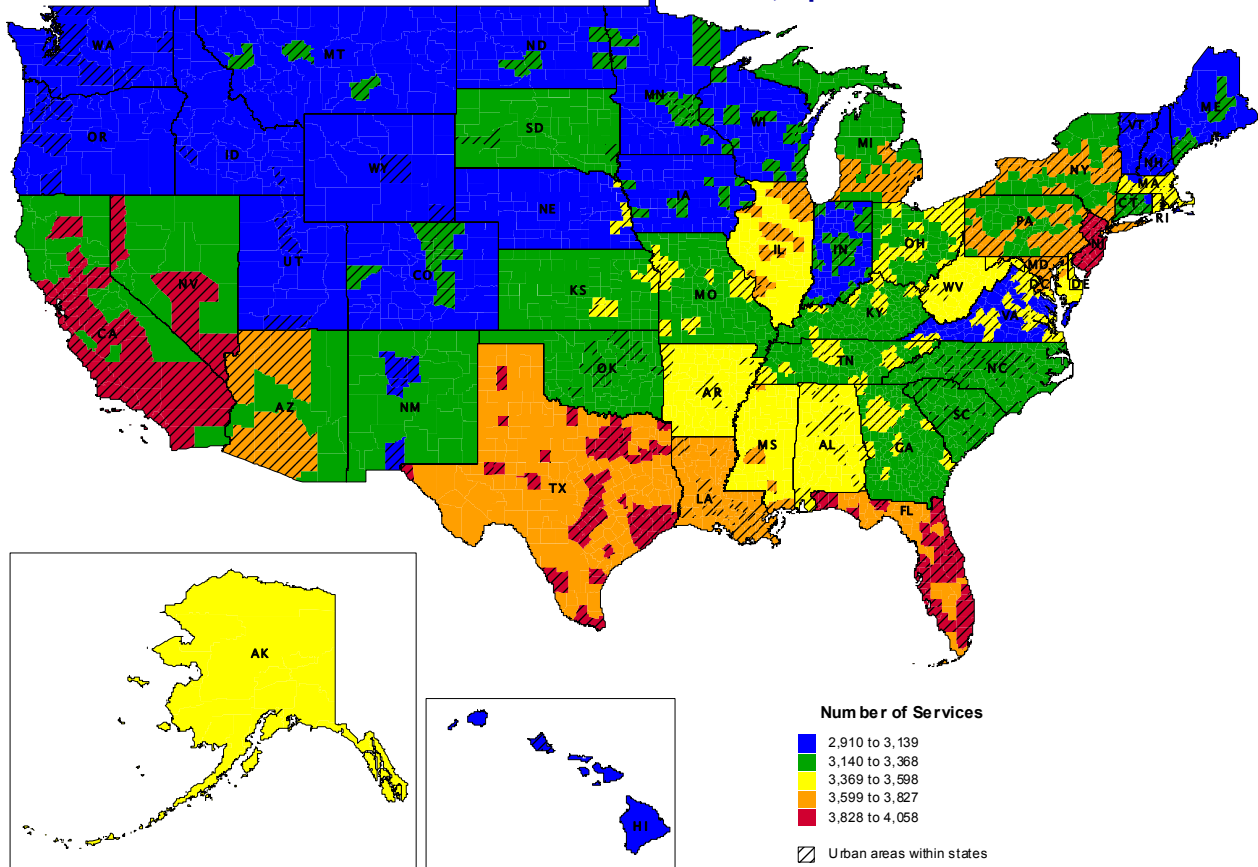 WA
MT
ND
MN
ME
VT
NH
OR
ID
SD
WI
MI
NY
MA
WY
CT
RI
NE
IA
PA
NJ
OH
IL
IN
UT
CO
MD
DC
DE
WV
NV
KS
MO
VA
KY
CA
OK
TN
NC
AZ
NM
AR
SC
MS
AL
GA
TX
LA
FL
AK
HI
Number of Services
2,910 to 3,139
3,140 to 3,368
3,369 to 3,598
3,599 to 3,827
3,828 to 4,058
Urban areas within states